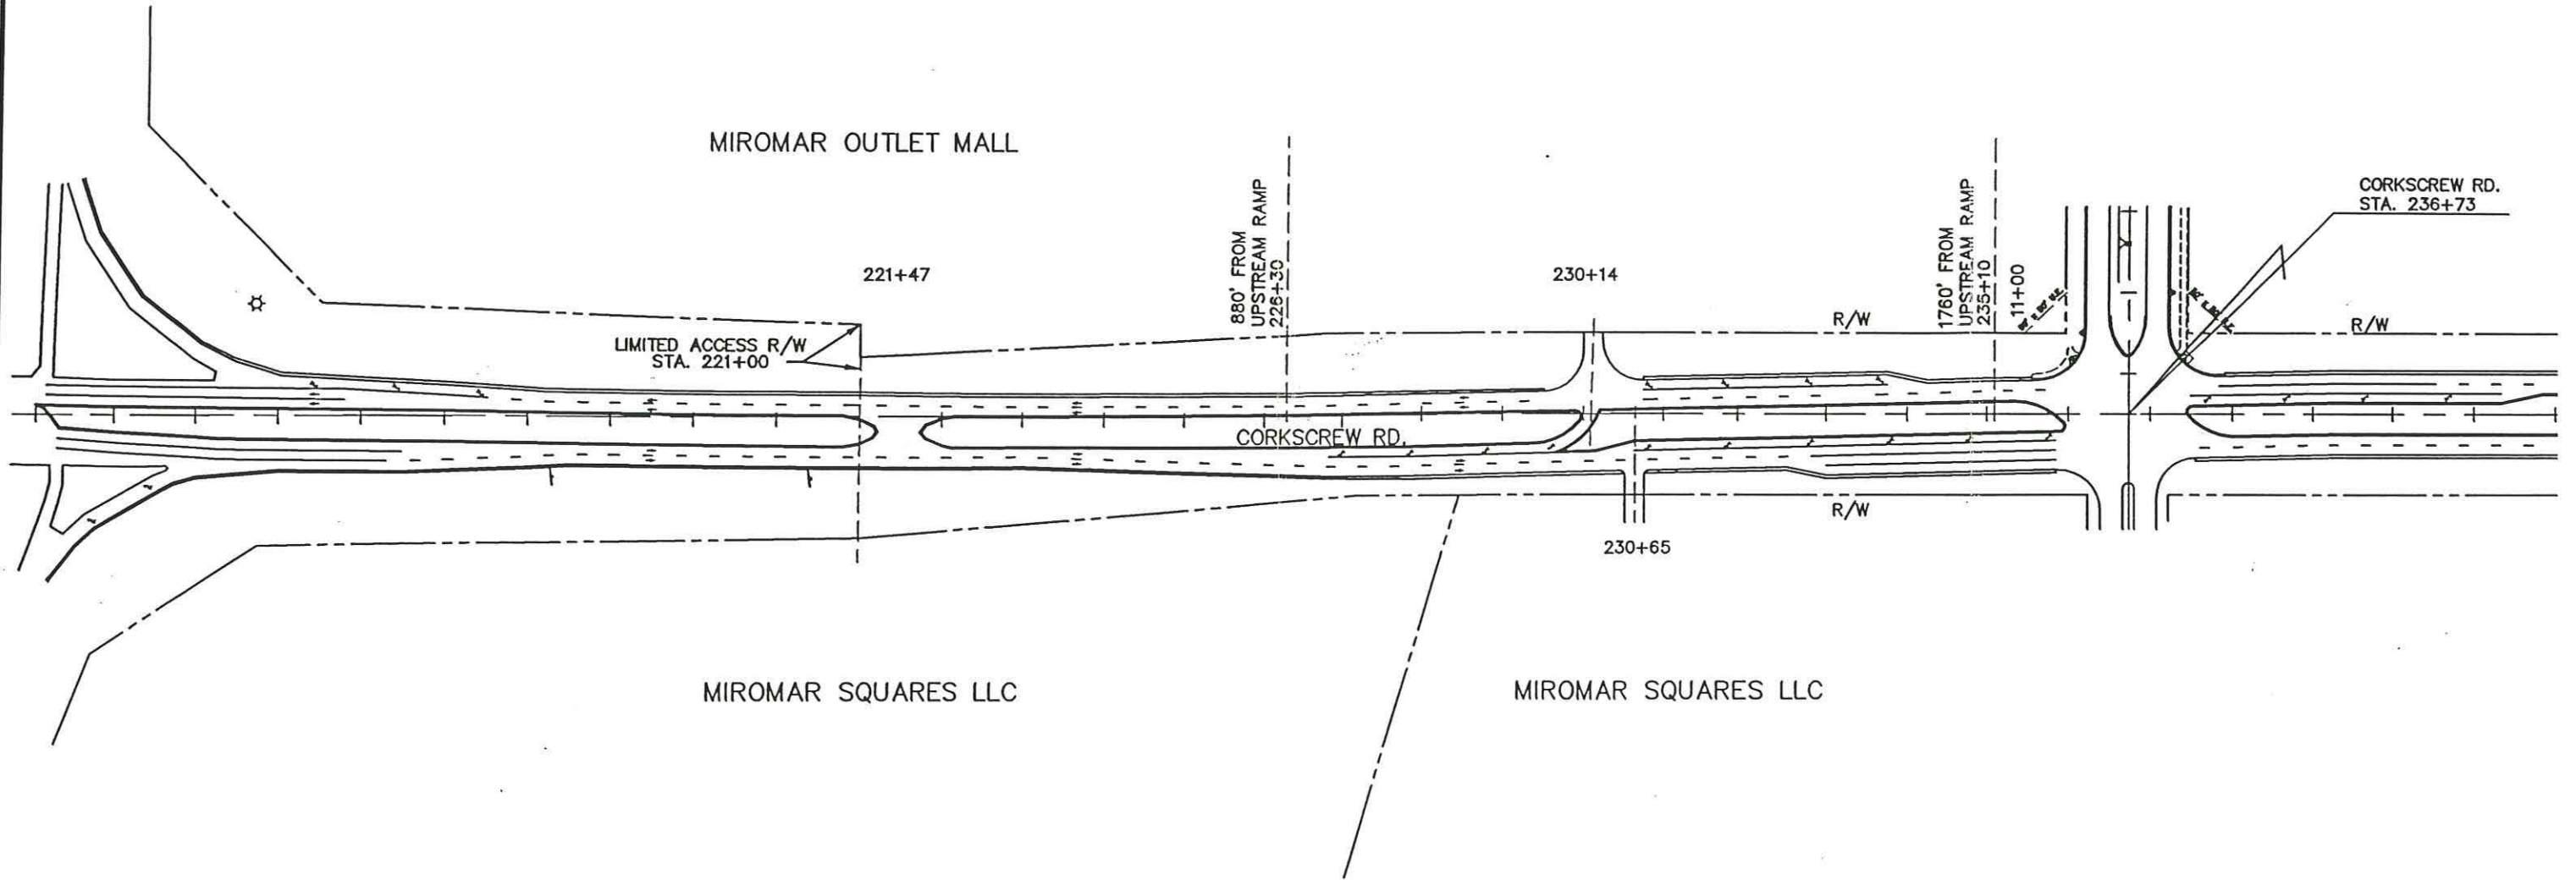 MIROMAR OUTLET MALL
CORKSCREW RD.
STA. 236+73
880' FROM
UPSTREAM RAMP
226+30
1760' FROM
UPSTREAM RAMP
235+10
11+00
221+47
230+14
LIMITED ACCESS R/W
STA. 221+00
R/W
R/W
CORKSCREW RD.
R/W
230+65
MIROMAR SQUARES LLC
MIROMAR SQUARES LLC